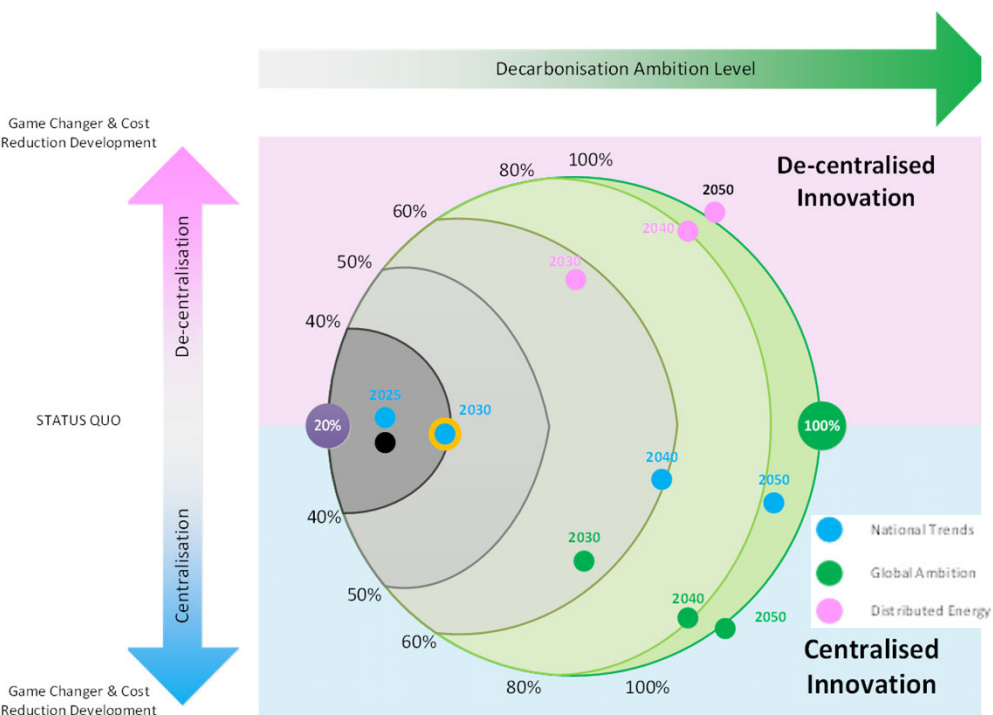 Decarbonisation Ambition Level
Game Changer & Cost
Reduction Development
De-centralised
Innovation
100%
80%
2050
60%
2040
50%
2030
40%
De-centralisation
2025
2030
STATUS QUO
20%
100%
2040
2050
40%
Centralisation
2030
National Trends
Global Ambition
50%
2040
Distributed Energy
2050
60%
Centralised
Innovation
80%
100%
Game Changer & Cost
Reduction Development